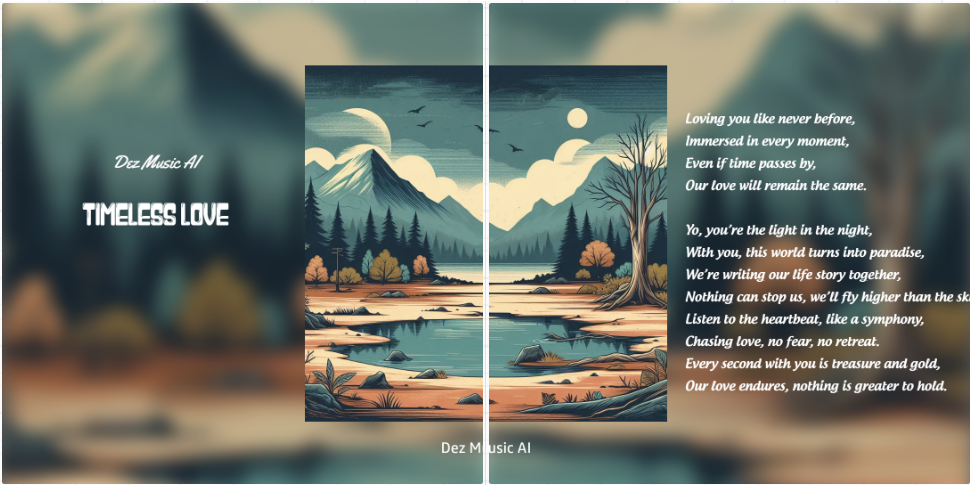 Dez Music AI
TIMELESS LOVE
Loving you like never before,
Immersed in every moment,
Even if time passes by,
Our love will remain the same.
Yo, you're the light in the night,
With you, this world turns into paradise,
We're writing our life story together,
Nothing can stop us, we'll fly higher than the
Listen to the heartbeat, like a symphony,
Chasing love, no fear, no retreat.
Every second with you is treasure and gold,
Our love endures, nothing is greater to hold.
Dez Music AI